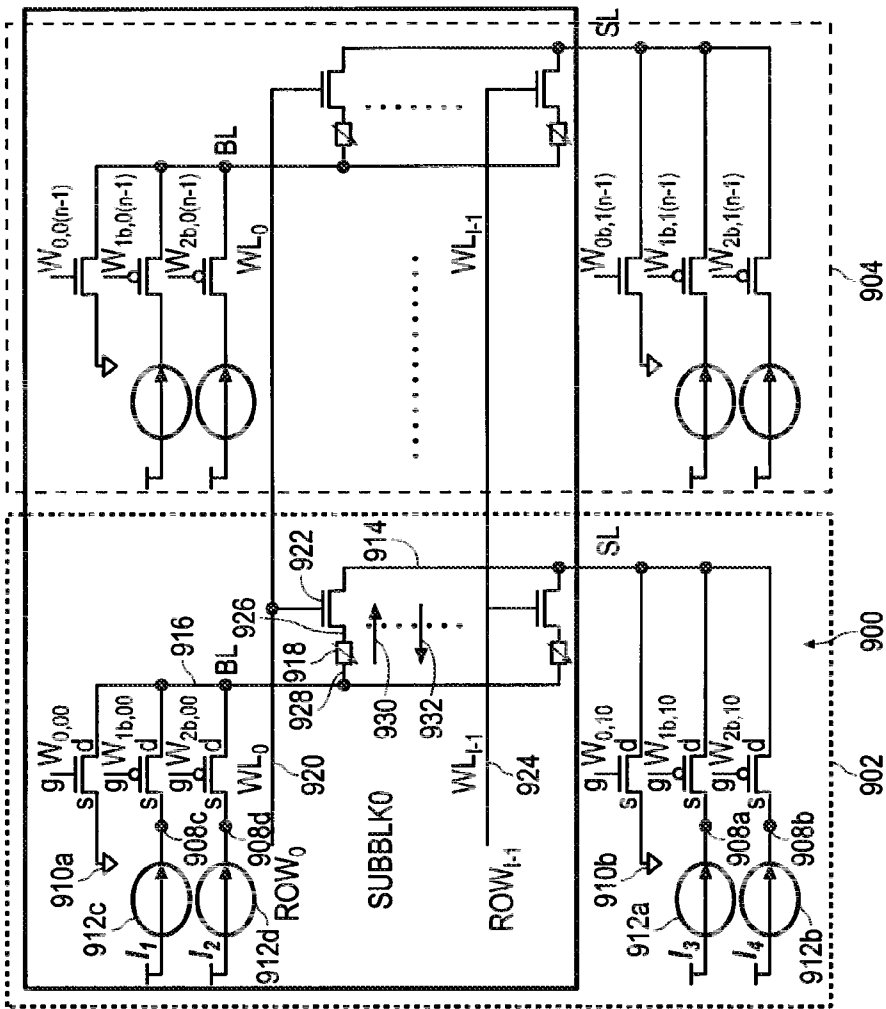 912c
910a
g W₀,₀₀
s d
916
I₁
g W₁b,₀₀
s d
908c
I₂
g W₂b,₀₀
s d
908d
912d
BL
WL₀
ROW₀
920
928
918
926
922
914
930
932
SUBBLK0
WL_I-1
ROW_I-1
924
SL
910b
g W₀,₁₀
s d
912a
I₃
g W₁b,₁₀
s d
908a
I₄
g W₂b,₁₀
s d
908b
912b
902
900
W₀,₀(n-1)
W₁b,₀(n-1)
W₂b,₀(n-1)
BL
WL₀
WL_I-1
SL
W₀b,₁(n-1)
W₁b,₁(n-1)
W₂b,₁(n-1)
904